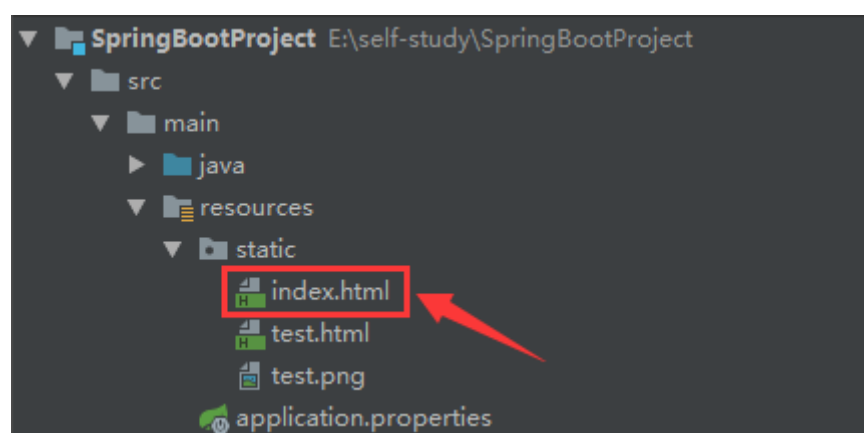 SpringBootProject E:\self-study\SpringBootProject
src
main
java
resources
static
index.html
test.html
test.png
application.properties